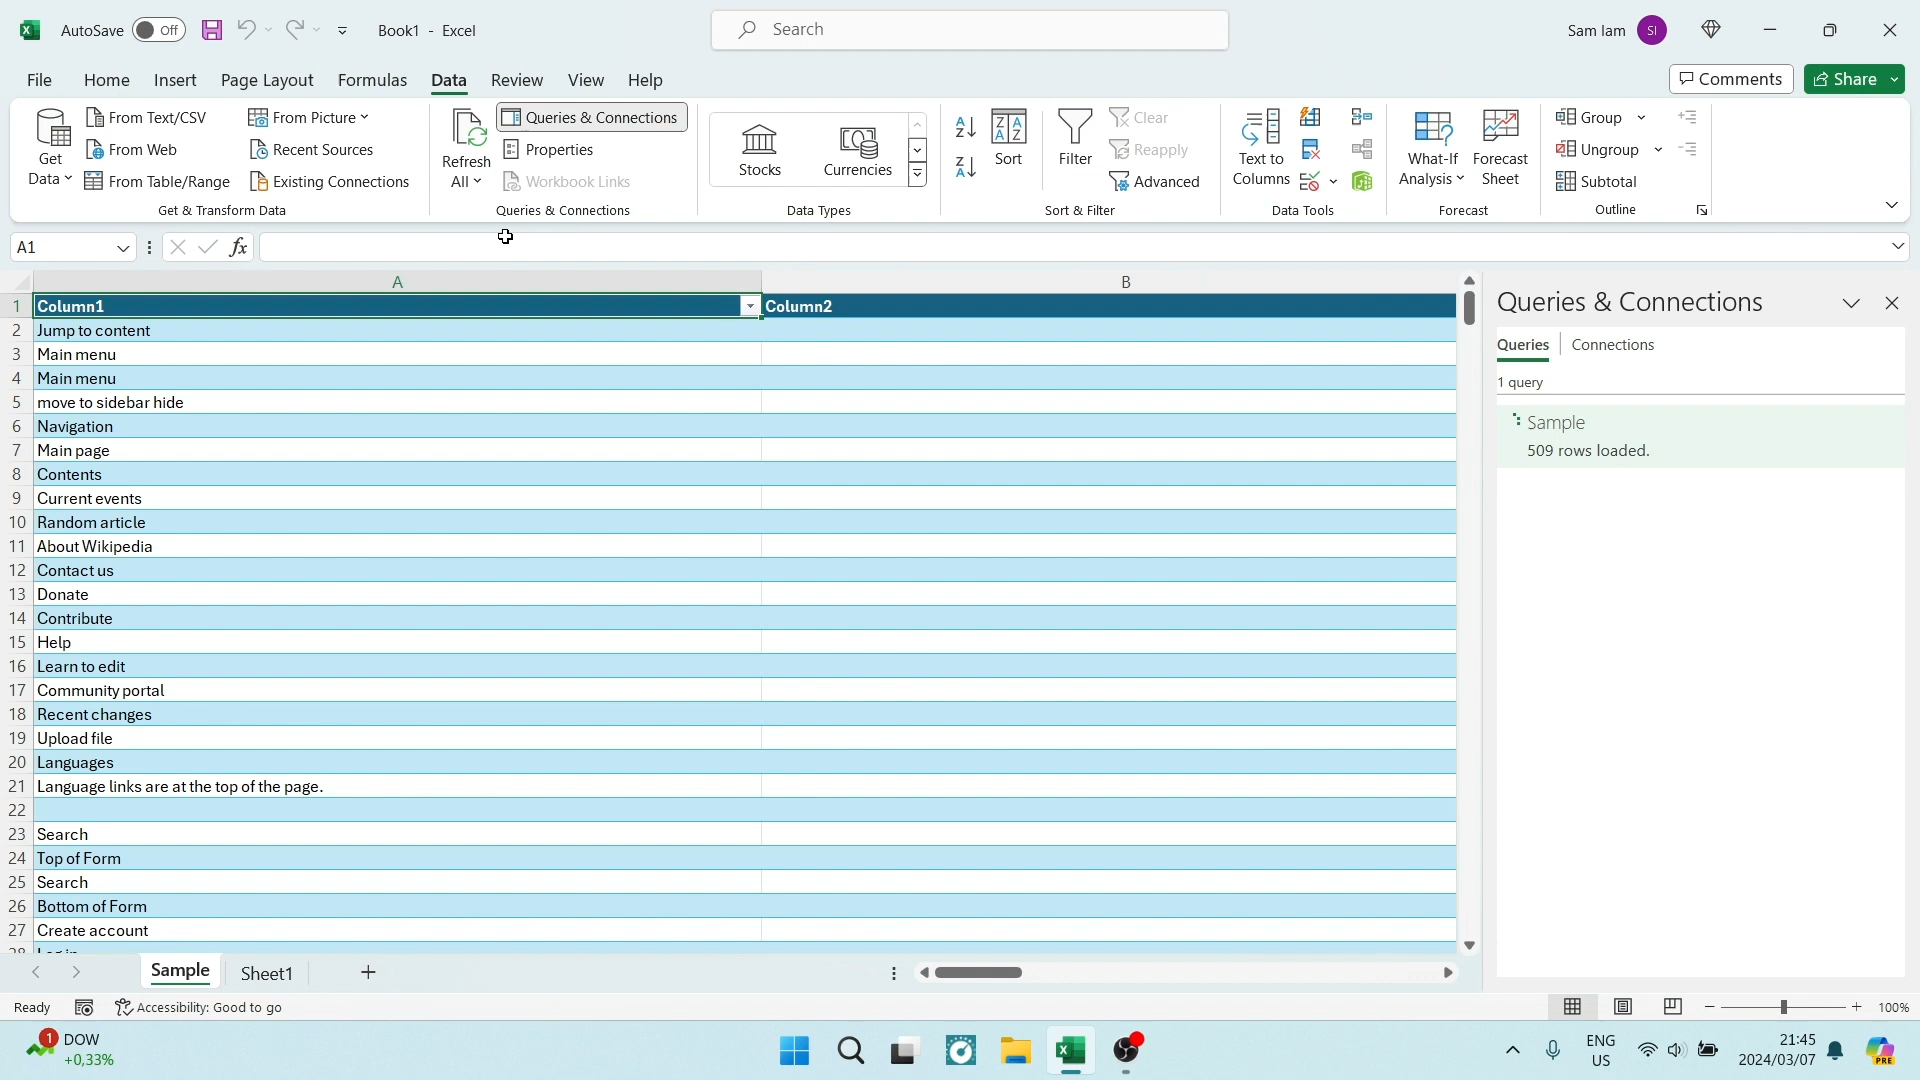 AutoSave Off Book1 - Excel Search Sam Iam SI
File Home Insert Page Layout Formulas Data Review View Help Comments Share
Get Data From Text/CSV From Web From Table/Range From Picture Recent Sources Existing Connections
Get & Transform Data
Refresh All Queries & Connections Properties Workbook Links
Queries & Connections
Stocks Currencies
Data Types
Sort Filter Clear Reapply Advanced
Sort & Filter
Text to Columns
Data Tools
What-If Analysis Forecast Sheet
Forecast
Group Ungroup Subtotal
Outline
A1 fx
A B
1 Column1 Column2
2 Jump to content
3 Main menu
4 Main menu
5 move to sidebar hide
6 Navigation
7 Main page
8 Contents
9 Current events
10 Random article
11 About Wikipedia
12 Contact us
13 Donate
14 Contribute
15 Help
16 Learn to edit
17 Community portal
18 Recent changes
19 Upload file
20 Languages
21 Language links are at the top of the page.
22
23 Search
24 Top of Form
25 Search
26 Bottom of Form
27 Create account
Queries & Connections
Queries Connections
1 query
Sample
509 rows loaded.
Sample Sheet1
Ready Accessibility: Good to go 100%
1 DOW
+0,33%
ENG
US
21:45
2024/03/07
PRE